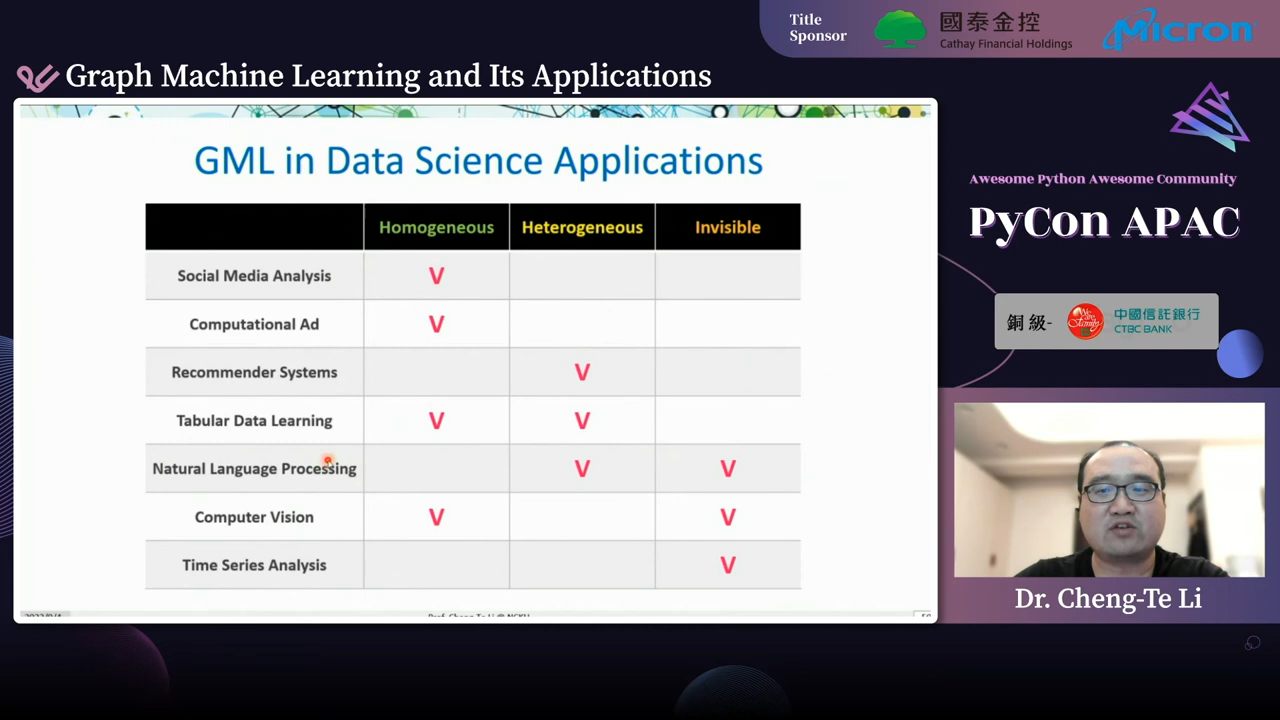 Title
Sponsor
國泰金控
Cathay Financial Holdings
Micron
Graph Machine Learning and Its Applications
GML in Data Science Applications
Homogeneous Heterogeneous Invisible
Social Media Analysis V
Computational Ad V
Recommender Systems V
Tabular Data Learning V V
Natural Language Processing V V
Computer Vision V V
Time Series Analysis V
Awesome Python Awesome Community
PyCon APAC
銅級-
We are family
中國信託銀行
CTBC BANK
Dr. Cheng-Te Li